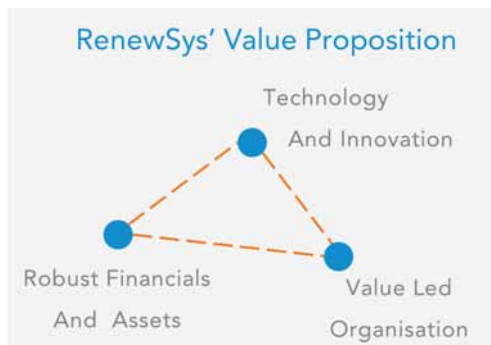 RenewSys' Value Proposition
Technology
And Innovation
Robust Financials
And Assets
Value Led
Organisation